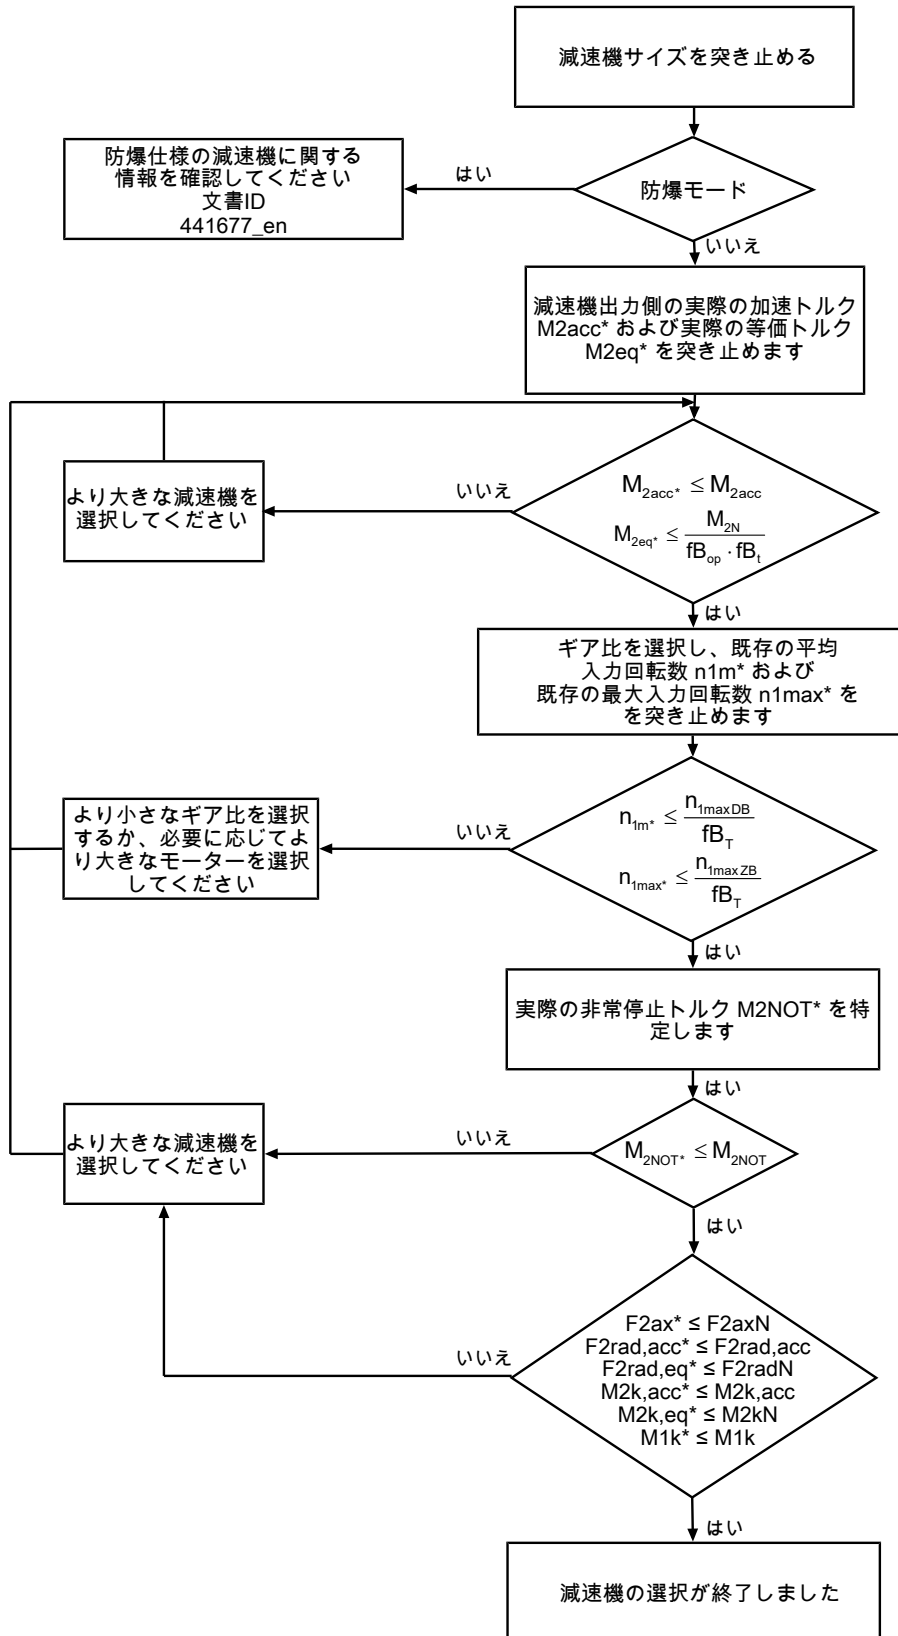 減速機サイズを突き止める
防爆モード
はい
防爆仕様の減速機に関する
情報を確認してください
文書ID
441677_en
いいえ
減速機出力側の実際の加速トルク
M2acc* および実際の等価トルク
M2eq* を突き止めます
M2acc* ≤ M2acc
M2eq* ≤ M2N / fBop · fBt
いいえ
より大きな減速機を
選択してください
はい
ギア比を選択し、既存の平均
入力回転数 n1m* および
既存の最大入力回転数 n1max* を
を突き止めます
n1m* ≤ n1maxDB / fBT
n1max* ≤ n1maxZB / fBT
いいえ
より小さなギア比を選択
するか、必要に応じてよ
り大きなモーターを選択
してください
はい
実際の非常停止トルク M2NOT* を特
定します
はい
M2NOT* ≤ M2NOT
いいえ
より大きな減速機を
選択してください
はい
F2ax* ≤ F2axN
F2rad,acc* ≤ F2rad,acc
F2rad,eq* ≤ F2radN
M2k,acc* ≤ M2k,acc
M2k,eq* ≤ M2kN
M1k* ≤ M1k
いいえ
はい
減速機の選択が終了しました